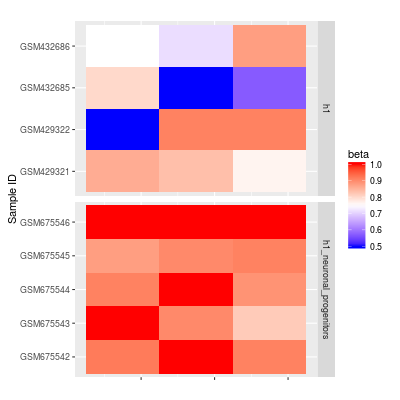 GSM432686
GSM432685
GSM429322
GSM429321
h1
GSM675546
GSM675545
GSM675544
GSM675543
GSM675542
h1_neuronal_progenitors
Sample ID
beta
1.0
0.9
0.8
0.7
0.6
0.5